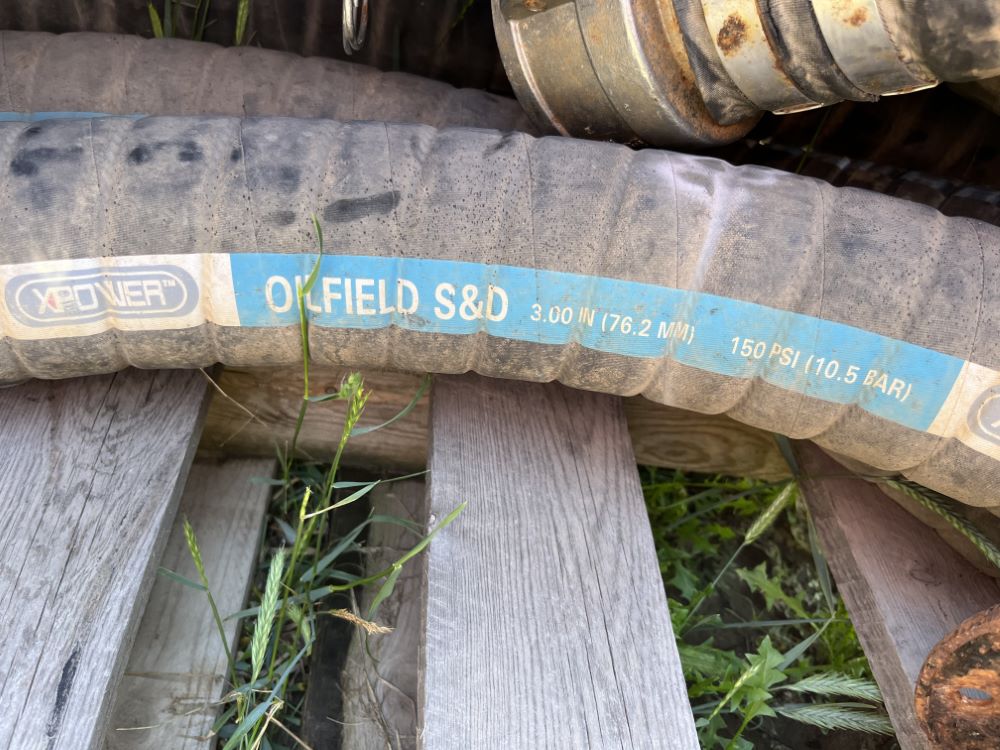 XPOWER™ OILFIELD S&D 3.00 IN (76.2 MM) 150 PSI (10.5 BAR)